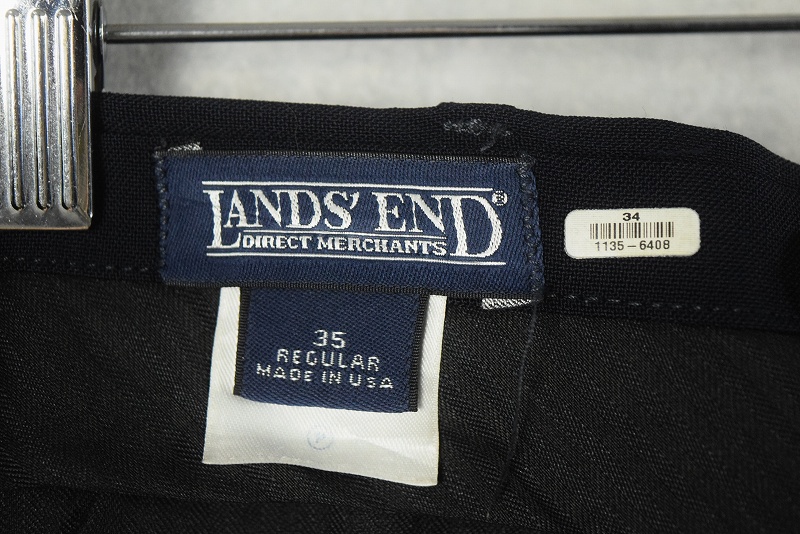 LANDS' END®
DIRECT MERCHANTS
35
REGULAR
MADE IN USA
34
1135-6408